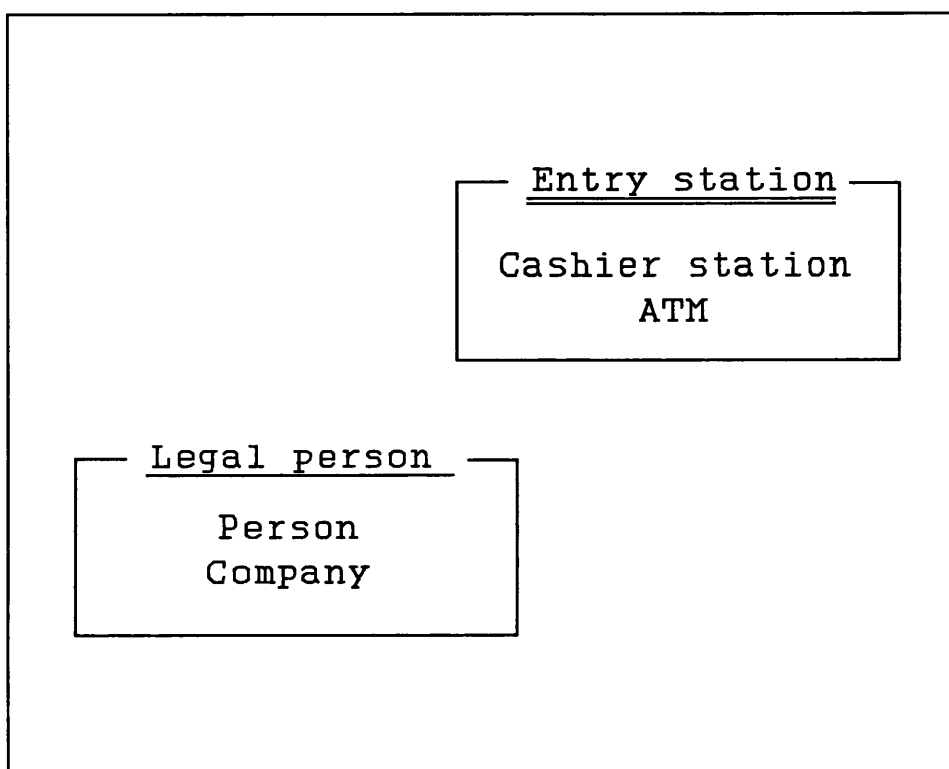 Entry station
Cashier station
ATM
Legal person
Person
Company